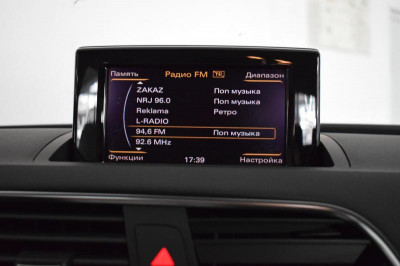 Память Радио FM TC Диапазон
ZAKAZ Поп музыка
NRJ 96.0 Поп музыка
Reklama Ретро
L-RADIO
94,6 FM Поп музыка
92.6 MHz
Функции 17:39 Настройка